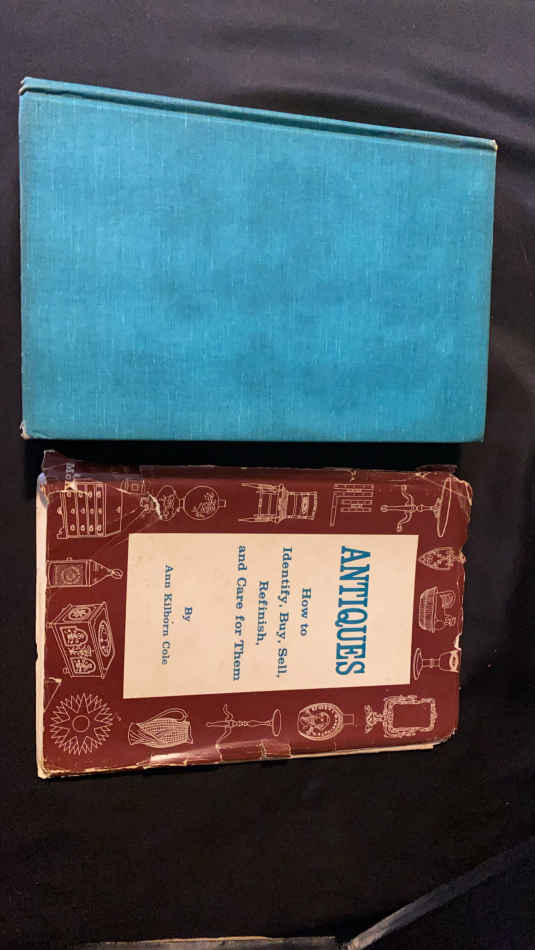 ANTIQUES
How to
Identify, Buy, Sell,
Refinish,
and Care for Them
By
Ann Kilborn Cole